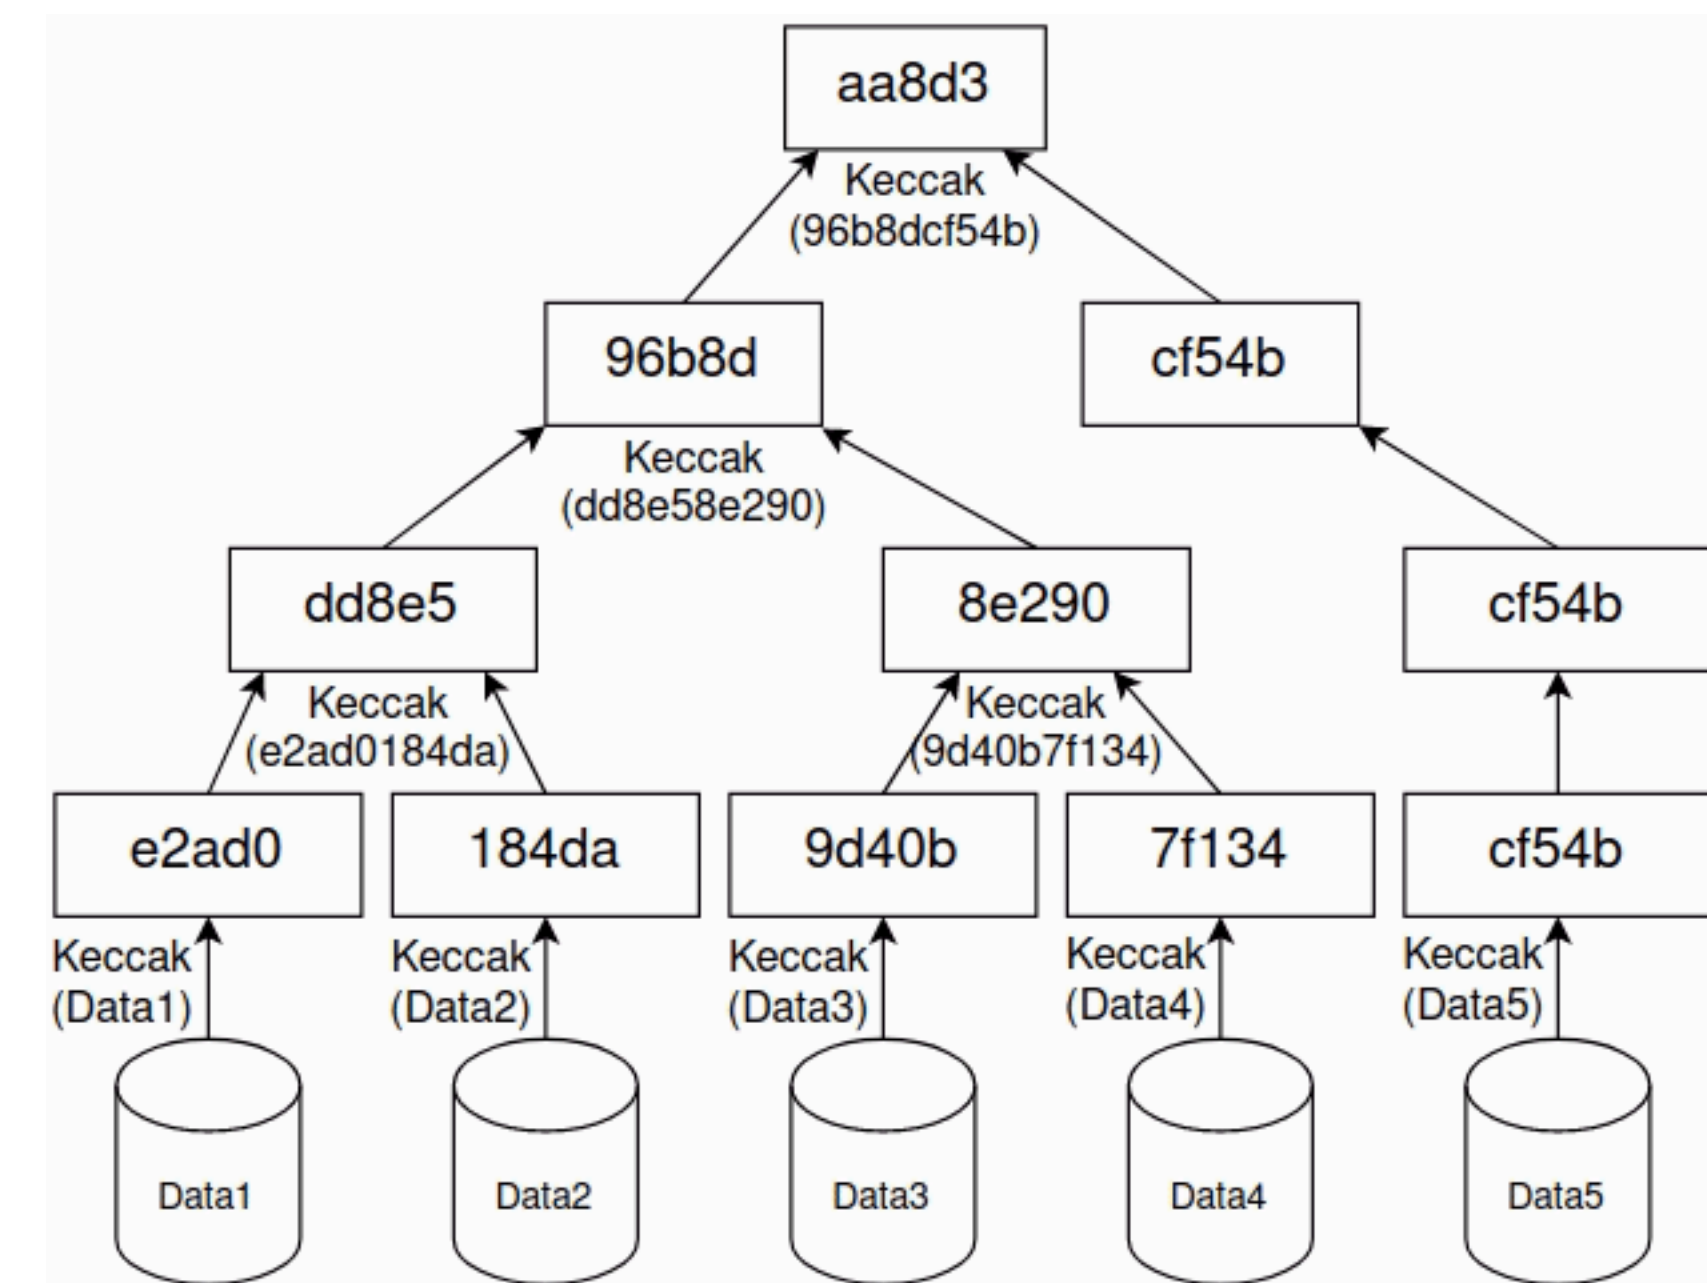 aa8d3
Keccak
(96b8dcf54b)
96b8d
cf54b
Keccak
(dd8e58e290)
dd8e5
8e290
cf54b
Keccak
(e2ad0184da)
Keccak
(9d40b7f134)
e2ad0
184da
9d40b
7f134
cf54b
Keccak
(Data1)
Keccak
(Data2)
Keccak
(Data3)
Keccak
(Data4)
Keccak
(Data5)
Data1
Data2
Data3
Data4
Data5